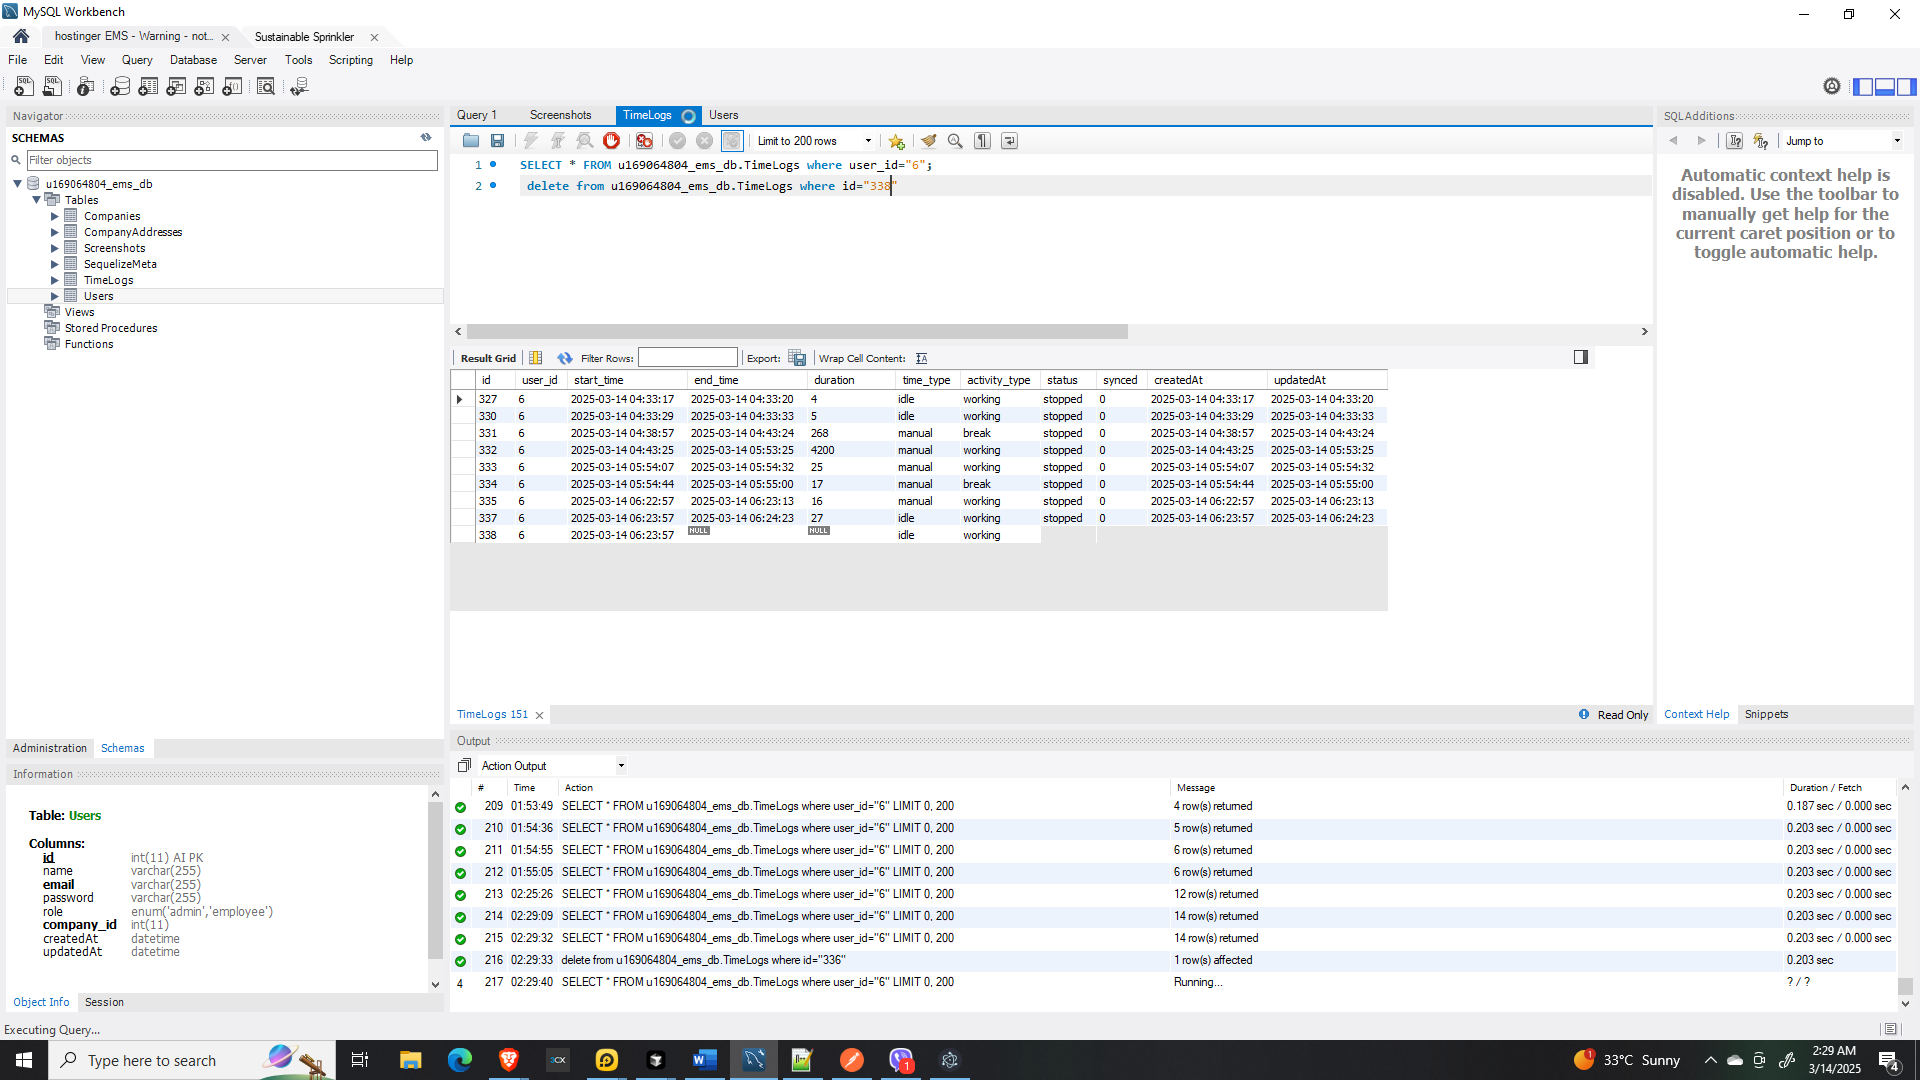 MySQL Workbench
hostinger EMS - Warning - not...
Sustainable Sprinkler
File Edit View Query Database Server Tools Scripting Help
Navigator
SCHEMAS
Filter objects
u169064804_ems_db
Tables
Companies
CompanyAddresses
Screenshots
SequelizeMeta
TimeLogs
Users
Views
Stored Procedures
Functions
Administration Schemas
Information
Table: Users
Columns:
id int(11) AI PK
name varchar(255)
email varchar(255)
password varchar(255)
role enum('admin','employee')
company_id int(11)
createdAt datetime
updatedAt datetime
Object Info Session
Query 1 Screenshots TimeLogs Users
Limit to 200 rows
1 SELECT * FROM u169064804_ems_db.TimeLogs where user_id="6";
2 delete from u169064804_ems_db.TimeLogs where id="338"
Result Grid Filter Rows: Export: Wrap Cell Content:
id user_id start_time end_time duration time_type activity_type status synced createdAt updatedAt
327 6 2025-03-14 04:33:17 2025-03-14 04:33:20 4 idle working stopped 0 2025-03-14 04:33:17 2025-03-14 04:33:20
330 6 2025-03-14 04:33:29 2025-03-14 04:33:33 5 idle working stopped 0 2025-03-14 04:33:29 2025-03-14 04:33:33
331 6 2025-03-14 04:38:57 2025-03-14 04:43:24 268 manual break stopped 0 2025-03-14 04:38:57 2025-03-14 04:43:24
332 6 2025-03-14 04:43:25 2025-03-14 05:53:25 4200 manual working stopped 0 2025-03-14 04:43:25 2025-03-14 05:53:25
333 6 2025-03-14 05:54:07 2025-03-14 05:54:32 25 manual working stopped 0 2025-03-14 05:54:07 2025-03-14 05:54:32
334 6 2025-03-14 05:54:44 2025-03-14 05:55:00 17 manual break stopped 0 2025-03-14 05:54:44 2025-03-14 05:55:00
335 6 2025-03-14 06:22:57 2025-03-14 06:23:13 16 manual working stopped 0 2025-03-14 06:22:57 2025-03-14 06:23:13
337 6 2025-03-14 06:23:57 2025-03-14 06:24:23 27 idle working stopped 0 2025-03-14 06:23:57 2025-03-14 06:24:23
338 6 2025-03-14 06:23:57 NULL NULL idle working
TimeLogs 151
Read Only
Output
Action Output
# Time Action Message Duration / Fetch
209 01:53:49 SELECT * FROM u169064804_ems_db.TimeLogs where user_id="6" LIMIT 0, 200 4 row(s) returned 0.187 sec / 0.000 sec
210 01:54:36 SELECT * FROM u169064804_ems_db.TimeLogs where user_id="6" LIMIT 0, 200 5 row(s) returned 0.203 sec / 0.000 sec
211 01:54:55 SELECT * FROM u169064804_ems_db.TimeLogs where user_id="6" LIMIT 0, 200 6 row(s) returned 0.203 sec / 0.000 sec
212 01:55:05 SELECT * FROM u169064804_ems_db.TimeLogs where user_id="6" LIMIT 0, 200 6 row(s) returned 0.203 sec / 0.000 sec
213 02:25:26 SELECT * FROM u169064804_ems_db.TimeLogs where user_id="6" LIMIT 0, 200 12 row(s) returned 0.203 sec / 0.000 sec
214 02:29:09 SELECT * FROM u169064804_ems_db.TimeLogs where user_id="6" LIMIT 0, 200 14 row(s) returned 0.203 sec / 0.000 sec
215 02:29:32 SELECT * FROM u169064804_ems_db.TimeLogs where user_id="6" LIMIT 0, 200 14 row(s) returned 0.203 sec / 0.000 sec
216 02:29:33 delete from u169064804_ems_db.TimeLogs where id="336" 1 row(s) affected 0.203 sec
4 217 02:29:40 SELECT * FROM u169064804_ems_db.TimeLogs where user_id="6" LIMIT 0, 200 Running... ? / ?
SQLAdditions
Jump to
Automatic context help is
disabled. Use the toolbar to
manually get help for the
current caret position or to
toggle automatic help.
Context Help Snippets
Executing Query...
Type here to search
33°C Sunny
2:29 AM
3/14/2025